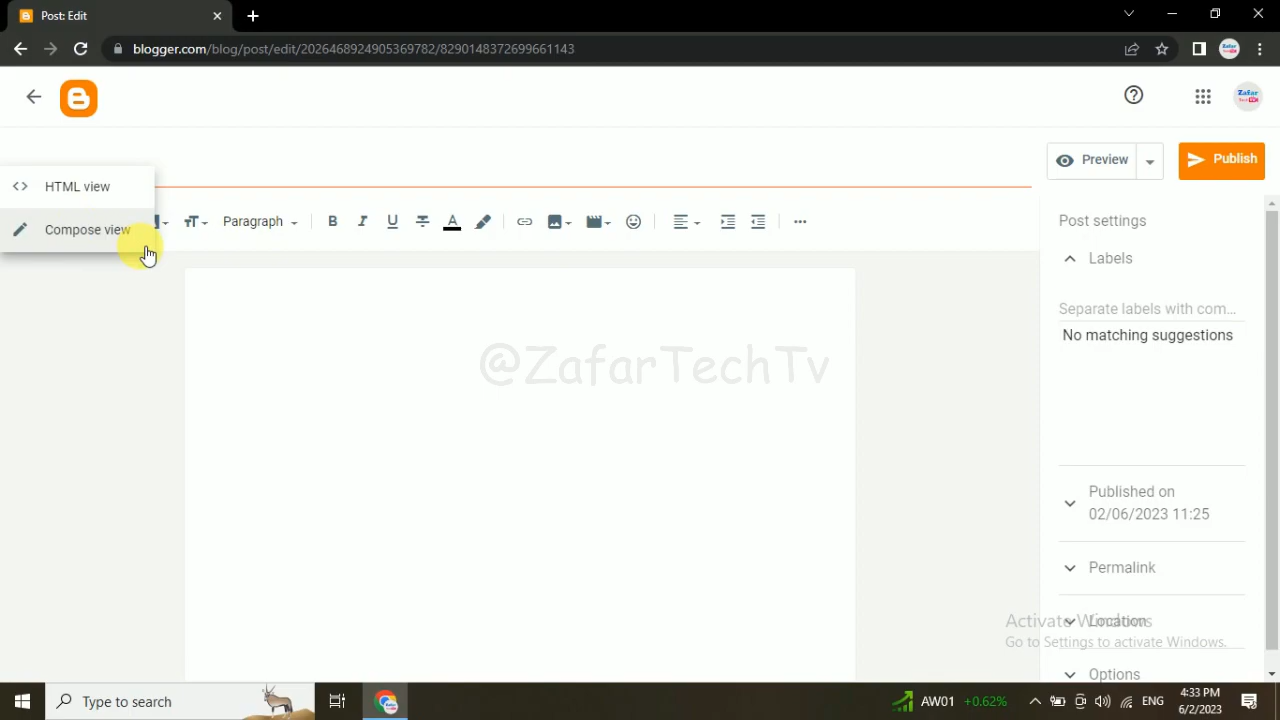 Post: Edit
blogger.com/blog/post/edit/2026468924905369782/8290148372699661143
Zafar
Preview
Publish
HTML view
Compose view
Paragraph
B
I
U
A
Post settings
Labels
Separate labels with com...
No matching suggestions
@ZafarTechTv
Published on
02/06/2023 11:25
Permalink
Location
Activate Windows
Go to Settings to activate Windows.
Options
Type to search
AW01 +0.62%
ENG
4:33 PM
6/2/2023